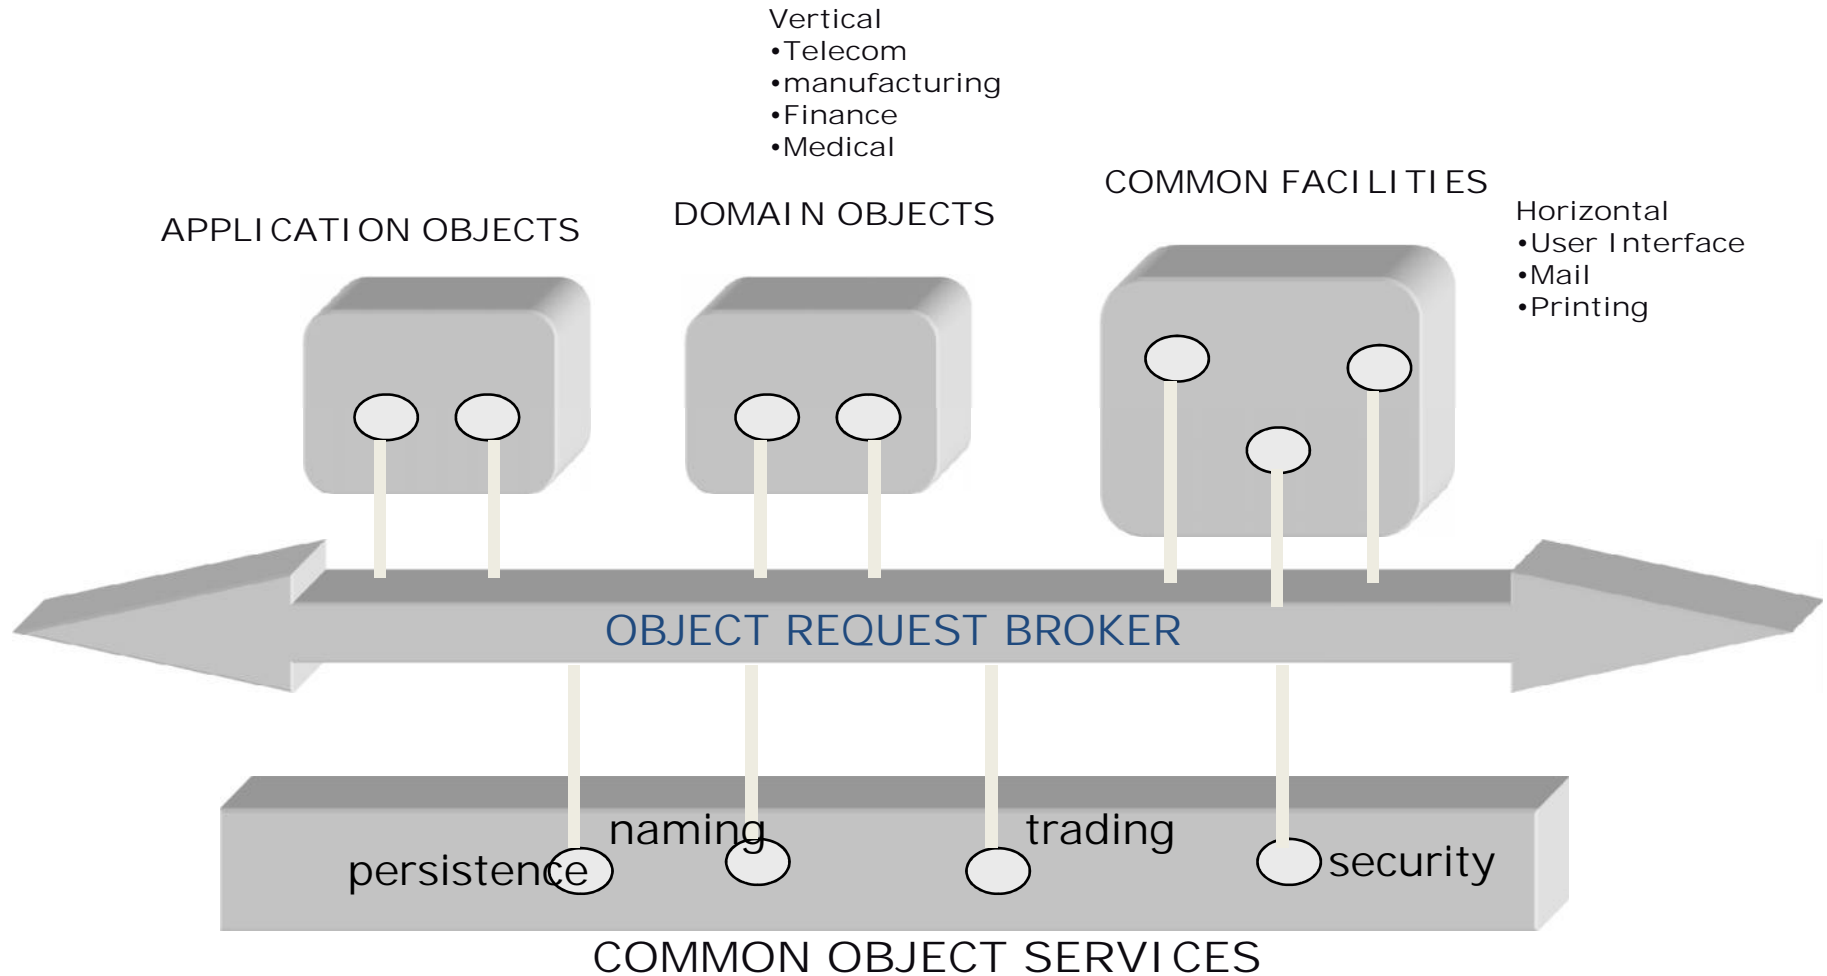 Vertical
•Telecom
•manufacturing
•Finance
•Medical
COMMON FACILITIES
Horizontal
•User Interface
•Mail
•Printing
DOMAIN OBJECTS
APPLICATION OBJECTS
OBJECT REQUEST BROKER
naming
trading
persistence
security
COMMON OBJECT SERVICES